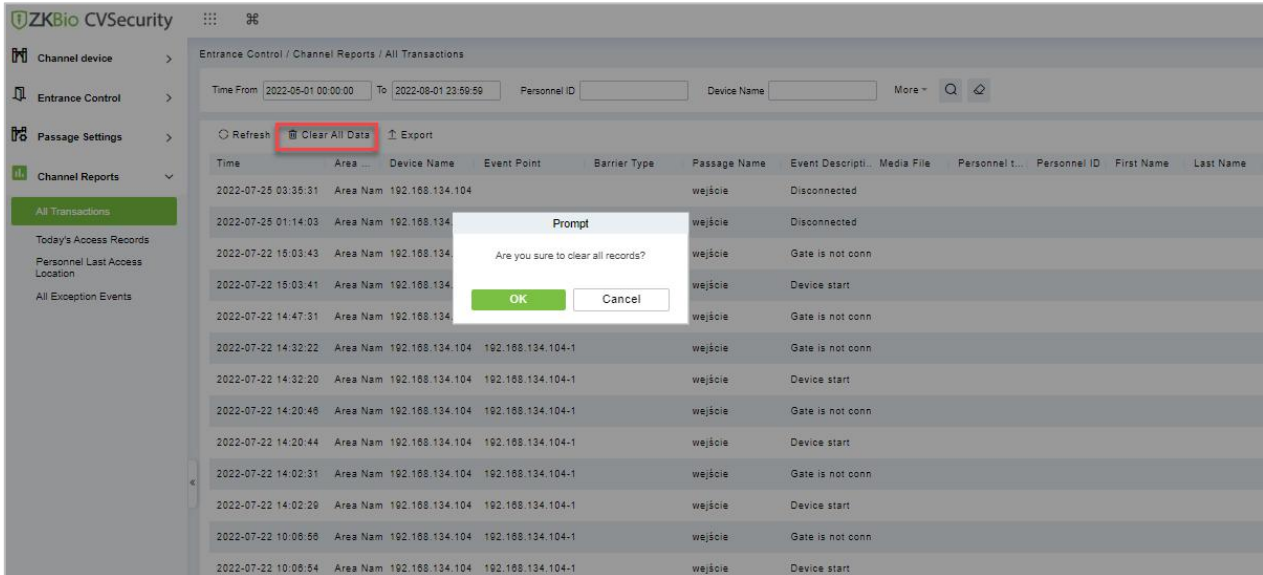 ZKBio CVSecurity
Channel device
Entrance Control
Passage Settings
Channel Reports
All Transactions
Today's Access Records
Personnel Last Access
Location
All Exception Events
Entrance Control / Channel Reports / All Transactions
Time From 2022-05-01 00:00:00 To 2022-08-01 23:59:59 Personnel ID Device Name More
Refresh Clear All Data Export
Time Area ... Device Name Event Point Barrier Type Passage Name Event Descripti... Media File Personnel t... Personnel ID First Name Last Name
2022-07-25 03:35:31 Area Nam 192.168.134.104 wejście Disconnected
2022-07-25 01:14:03 Area Nam 192.168.134. wejście Disconnected
2022-07-22 15:03:43 Area Nam 192.168.134. wejście Gate is not conn
2022-07-22 15:03:41 Area Nam 192.168.134. wejście Device start
2022-07-22 14:47:31 Area Nam 192.168.134. wejście Gate is not conn
Prompt
Are you sure to clear all records?
OK Cancel
2022-07-22 14:32:22 Area Nam 192.168.134.104 192.168.134.104-1 wejście Gate is not conn
2022-07-22 14:32:20 Area Nam 192.168.134.104 192.168.134.104-1 wejście Device start
2022-07-22 14:20:46 Area Nam 192.168.134.104 192.168.134.104-1 wejście Gate is not conn
2022-07-22 14:20:44 Area Nam 192.168.134.104 192.168.134.104-1 wejście Device start
2022-07-22 14:02:31 Area Nam 192.168.134.104 192.168.134.104-1 wejście Gate is not conn
2022-07-22 14:02:29 Area Nam 192.168.134.104 192.168.134.104-1 wejście Device start
2022-07-22 10:06:56 Area Nam 192.168.134.104 192.168.134.104-1 wejście Gate is not conn
2022-07-22 10:06:54 Area Nam 192.168.134.104 192.168.134.104-1 wejście Device start